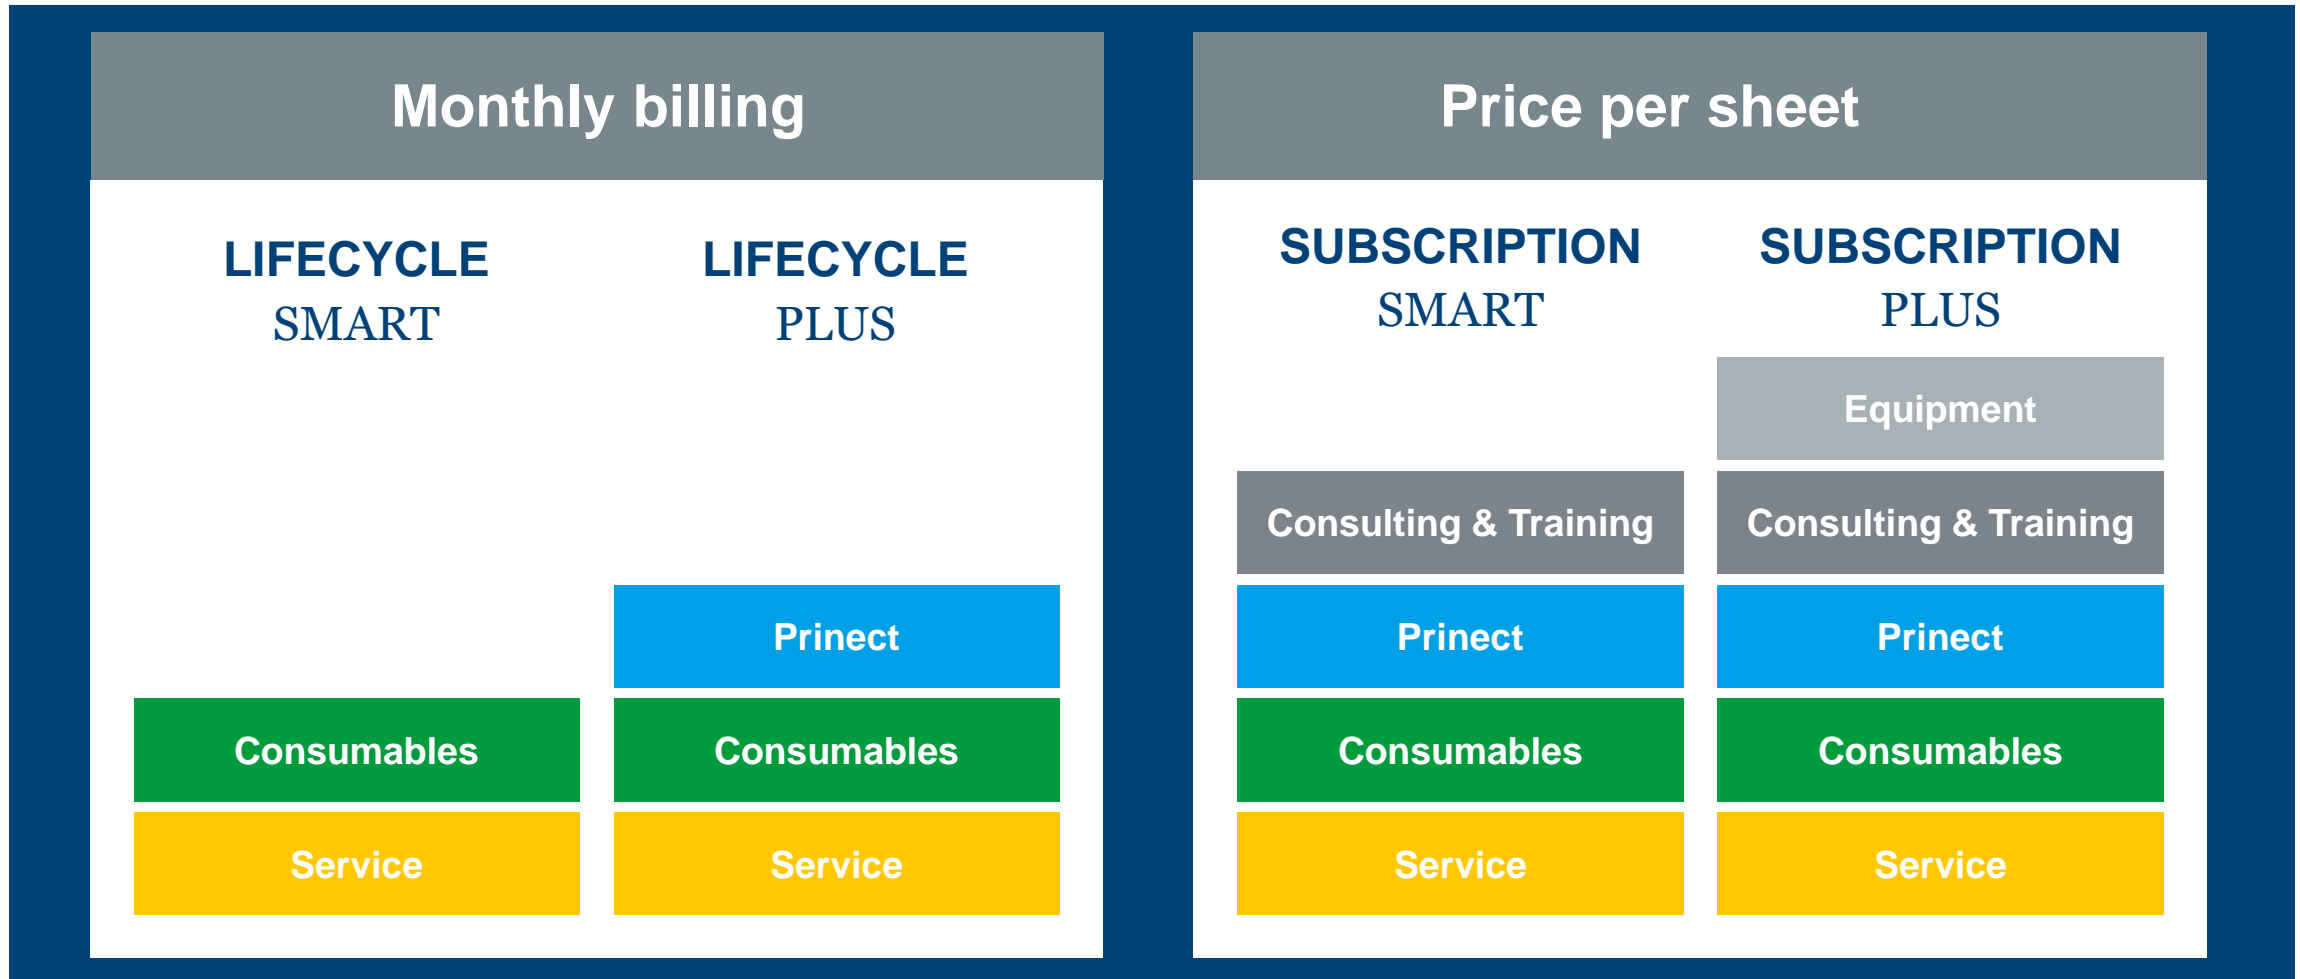 Monthly billing
LIFECYCLE
SMART
Consumables
Service
LIFECYCLE
PLUS
Prinect
Consumables
Service
Price per sheet
SUBSCRIPTION
SMART
Consulting & Training
Prinect
Consumables
Service
SUBSCRIPTION
PLUS
Equipment
Consulting & Training
Prinect
Consumables
Service